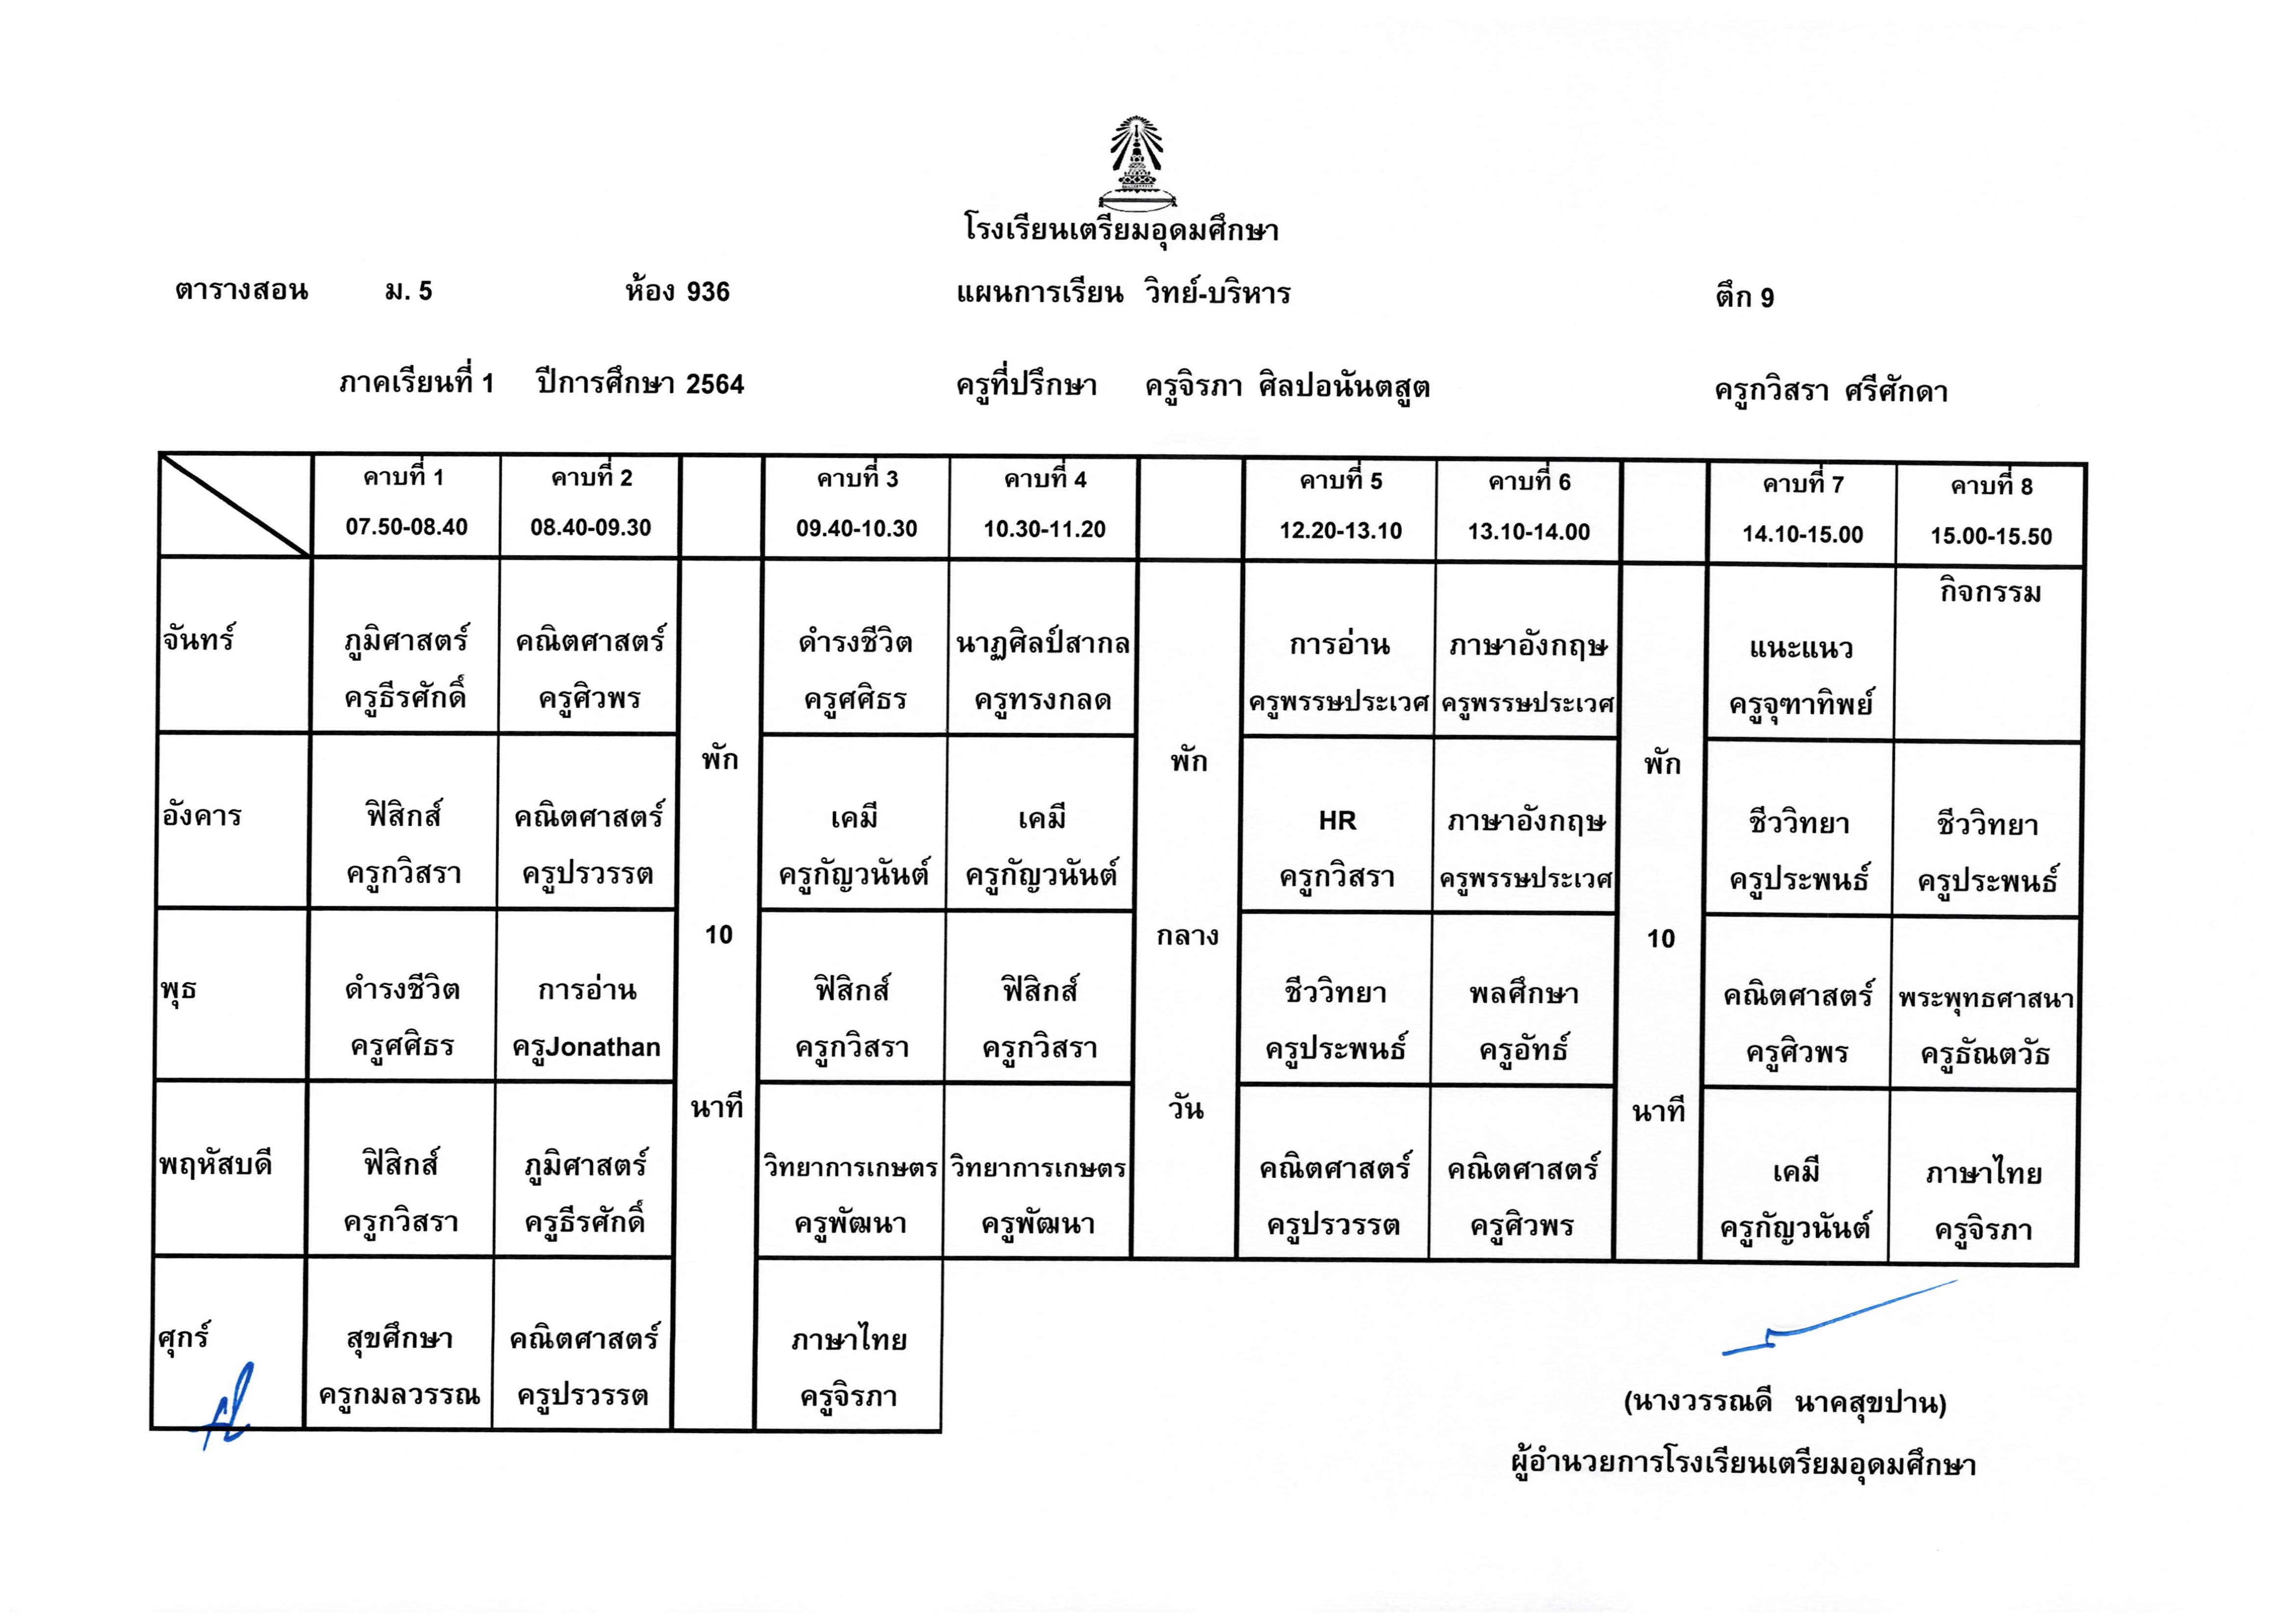 โรงเรียนเตรียมอุดมศึกษา
ตารางสอน ม. 5 ห้อง 936 แผนการเรียน วิทย์-บริหาร ตึก 9
ภาคเรียนที่ 1 ปีการศึกษา 2564 ครูที่ปรึกษา ครูจิรภา ศิลปอนันตสูต ครูกวิสรา ศรีศักดา
คาบที่ 1 คาบที่ 2 คาบที่ 3 คาบที่ 4 คาบที่ 5 คาบที่ 6 คาบที่ 7 คาบที่ 8
07.50-08.40 08.40-09.30 09.40-10.30 10.30-11.20 12.20-13.10 13.10-14.00 14.10-15.00 15.00-15.50
กิจกรรม
จันทร์ ภูมิศาสตร์ คณิตศาสตร์ ดำรงชีวิต นาฏศิลป์สากล การอ่าน ภาษาอังกฤษ แนะแนว
ครูธีรศักดิ์ ครูศิวพร ครูศศิธร ครูทรงกลด ครูพรรษประเวศ ครูพรรษประเวศ ครูจุฑาทิพย์
พัก พัก พัก
อังคาร ฟิสิกส์ คณิตศาสตร์ เคมี เคมี HR ภาษาอังกฤษ ชีววิทยา ชีววิทยา
ครูกวิสรา ครูปรวรรต ครูกัญวนันต์ ครูกัญวนันต์ ครูกวิสรา ครูพรรษประเวศ ครูประพนธ์ ครูประพนธ์
10 กลาง 10
พุธ ดำรงชีวิต การอ่าน ฟิสิกส์ ฟิสิกส์ ชีววิทยา พลศึกษา คณิตศาสตร์ พระพุทธศาสนา
ครูศศิธร ครูJonathan ครูกวิสรา ครูกวิสรา ครูประพนธ์ ครูอัทธ์ ครูศิวพร ครูธัณตวัธ
นาที วัน นาที
พฤหัสบดี ฟิสิกส์ ภูมิศาสตร์ วิทยาการเกษตร วิทยาการเกษตร คณิตศาสตร์ คณิตศาสตร์ เคมี ภาษาไทย
ครูกวิสรา ครูธีรศักดิ์ ครูพัฒนา ครูพัฒนา ครูปรวรรต ครูศิวพร ครูกัญวนันต์ ครูจิรภา
ศุกร์ สุขศึกษา คณิตศาสตร์ ภาษาไทย
ครูกมลวรรณ ครูปรวรรต ครูจิรภา
(นางวรรณดี นาคสุขปาน)
ผู้อำนวยการโรงเรียนเตรียมอุดมศึกษา